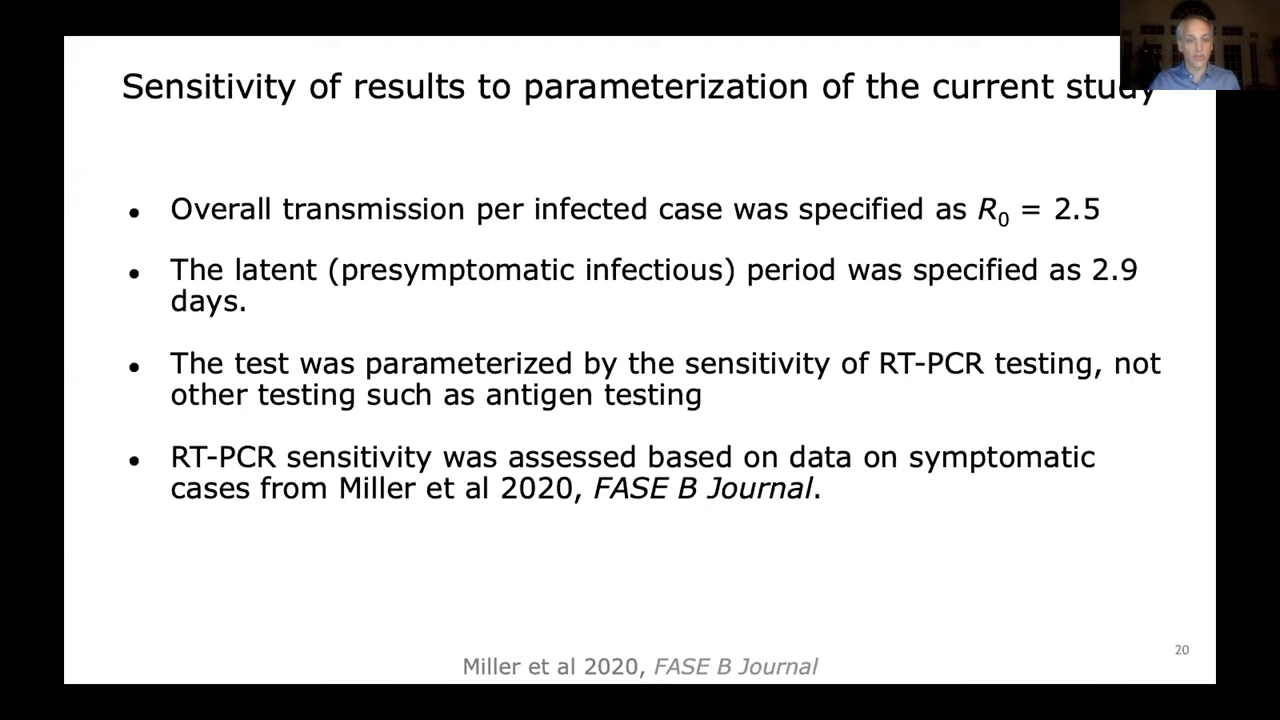 Sensitivity of results to parameterization of the current study
• Overall transmission per infected case was specified as R0 = 2.5
• The latent (presymptomatic infectious) period was specified as 2.9
days.
• The test was parameterized by the sensitivity of RT-PCR testing, not
other testing such as antigen testing
• RT-PCR sensitivity was assessed based on data on symptomatic
cases from Miller et al 2020, FASE B Journal.
20
Miller et al 2020, FASE B Journal